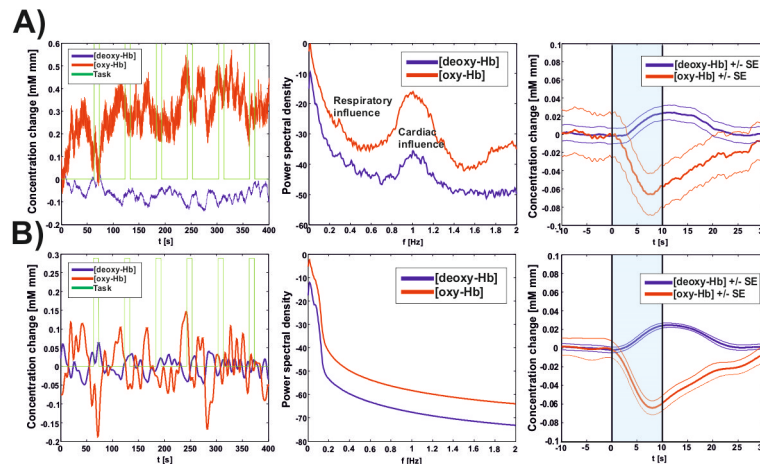 A)
Concentration change [mM mm]
0.6
0.5
0.4
0.3
0.2
0.1
0
-0.1
-0.2
[deoxy-Hb]
[oxy-Hb]
Task
0 50 100 150 200 250 300 350 400
t [s]
Power spectral density
0
-10
-20
-30
-40
-50
-60
[deoxy-Hb]
[oxy-Hb]
Respiratory
influence
Cardiac
influence
0 0.2 0.4 0.6 0.8 1 1.2 1.4 1.6 1.8 2
f [Hz]
Concentration change [mM mm]
0.1
0.08
0.06
0.04
0.02
0
-0.02
-0.04
-0.06
-0.08
-0.1
[deoxy-Hb] +/- SE
[oxy-Hb] +/- SE
-10 -5 0 5 10 15 20 25 30
t [s]
B)
Concentration change [mM mm]
0.3
0.25
0.2
0.15
0.1
0.05
0
-0.05
-0.1
-0.15
-0.2
[deoxy-Hb]
[oxy-Hb]
Task
0 50 100 150 200 250 300 350 400
t [s]
Power spectral density
0
-10
-20
-30
-40
-50
-60
-70
-80
[deoxy-Hb]
[oxy-Hb]
0 0.2 0.4 0.6 0.8 1 1.2 1.4 1.6 1.8 2
f [Hz]
Concentration change [mM mm]
0.1
0.08
0.06
0.04
0.02
0
-0.02
-0.04
-0.06
-0.08
-0.1
[deoxy-Hb] +/- SE
[oxy-Hb] +/- SE
-10 -5 0 5 10 15 20 25 30
t [s]